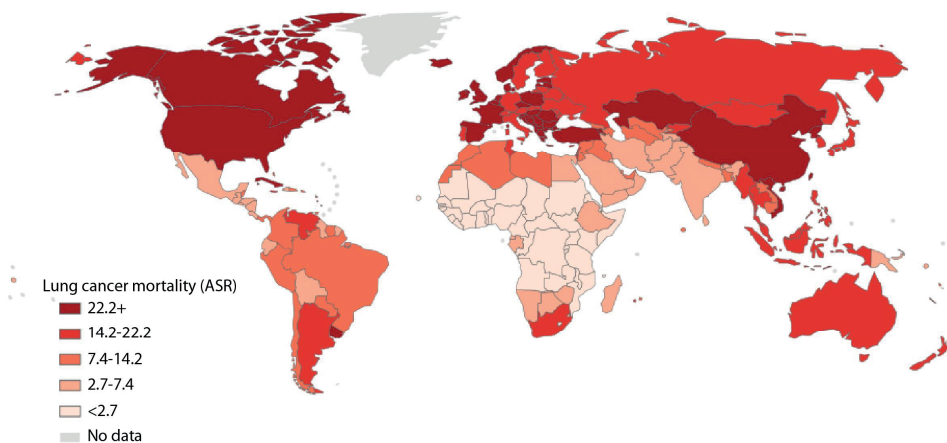 Lung cancer mortality (ASR)
22.2+
14.2-22.2
7.4-14.2
2.7-7.4
<2.7
No data